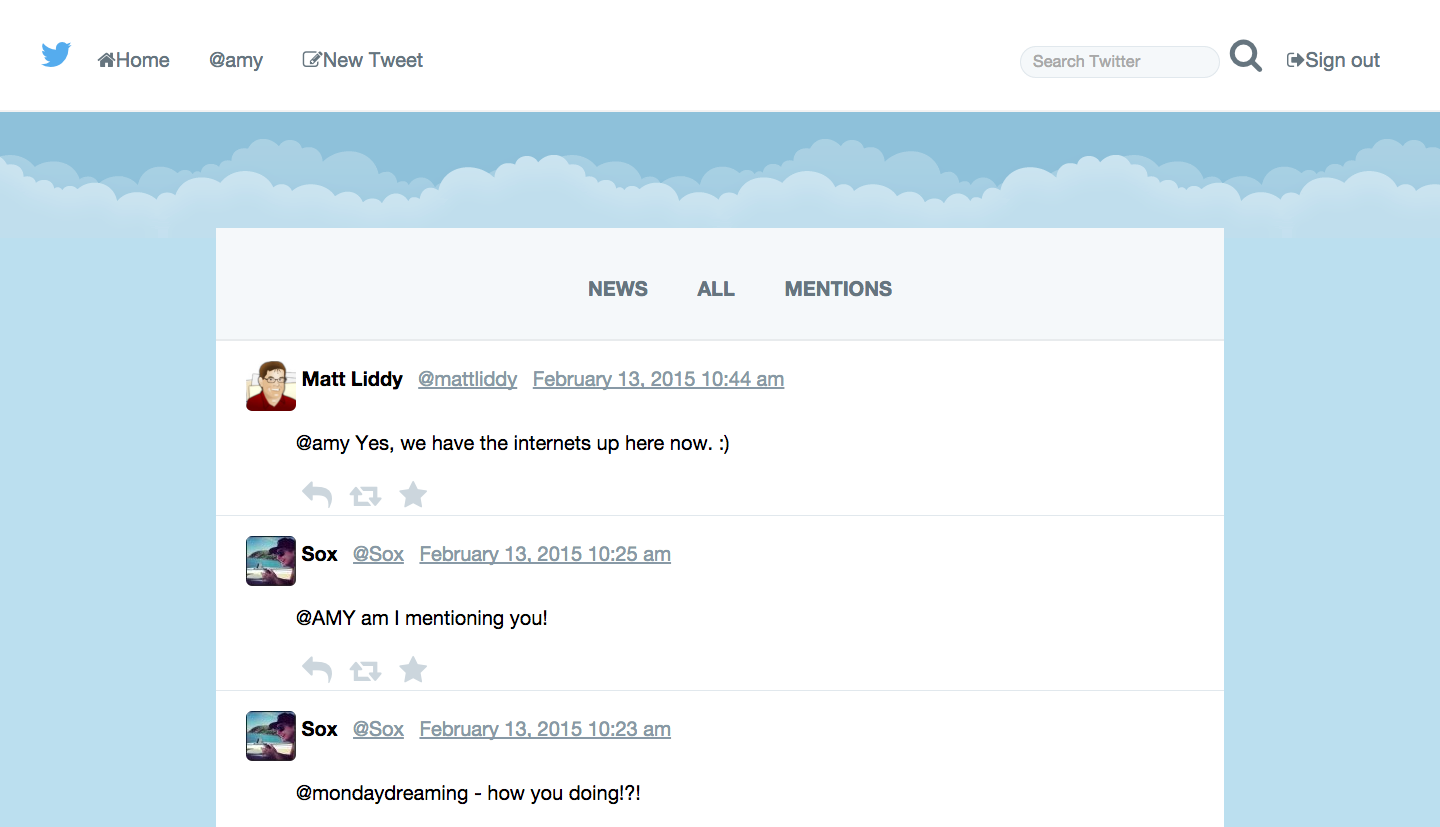 Home @amy New Tweet Search Twitter Sign out
NEWS ALL MENTIONS
Matt Liddy @mattliddy February 13, 2015 10:44 am
@amy Yes, we have the internets up here now. :)
Sox @Sox February 13, 2015 10:25 am
@AMY am I mentioning you!
Sox @Sox February 13, 2015 10:23 am
@mondaydreaming - how you doing!?!